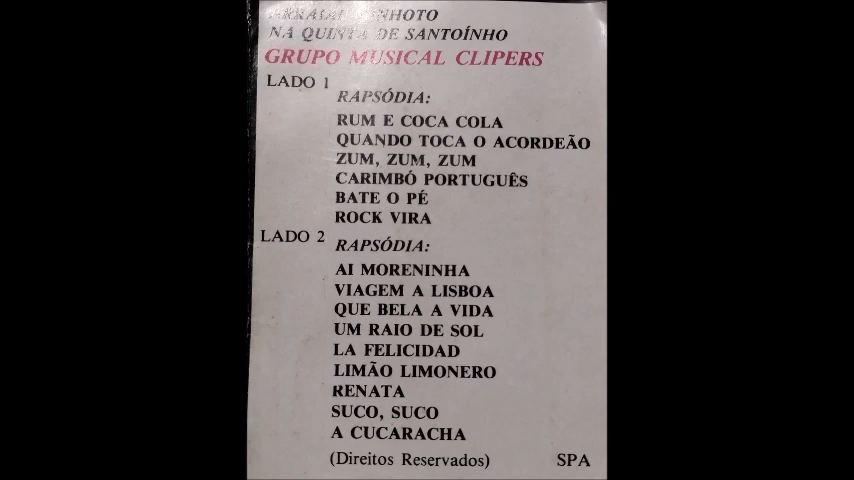 ARRAIAL MINHOTO
NA QUINTA DE SANTOÍNHO
GRUPO MUSICAL CLIPERS
LADO 1
RAPSÓDIA:
RUM E COCA COLA
QUANDO TOCA O ACORDEÃO
ZUM, ZUM, ZUM
CARIMBÓ PORTUGUÊS
BATE O PÉ
ROCK VIRA
LADO 2
RAPSÓDIA:
AI MORENINHA
VIAGEM A LISBOA
QUE BELA A VIDA
UM RAIO DE SOL
LA FELICIDAD
LIMÃO LIMONERO
RENATA
SUCO, SUCO
A CUCARACHA
(Direitos Reservados) SPA